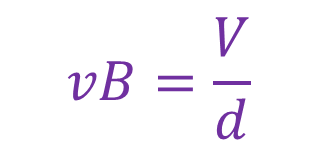 vB = V/d